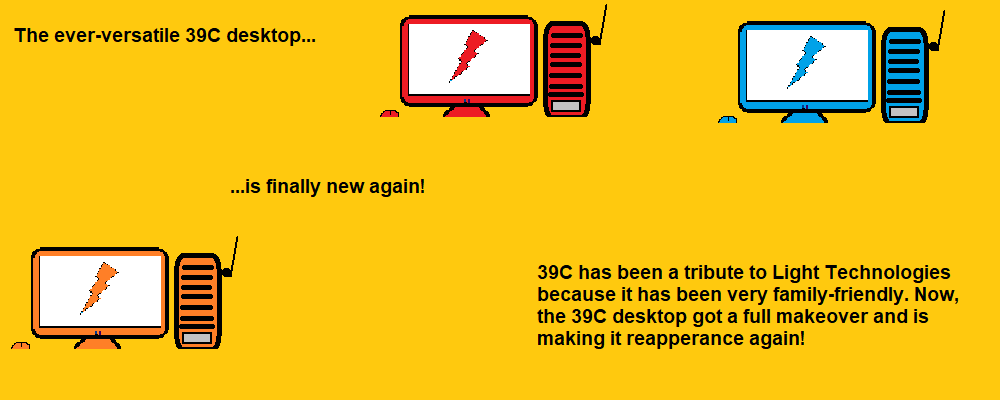 The ever-versatile 39C desktop...
...is finally new again!
39C has been a tribute to Light Technologies
because it has been very family-friendly. Now,
the 39C desktop got a full makeover and is
making it reapperance again!